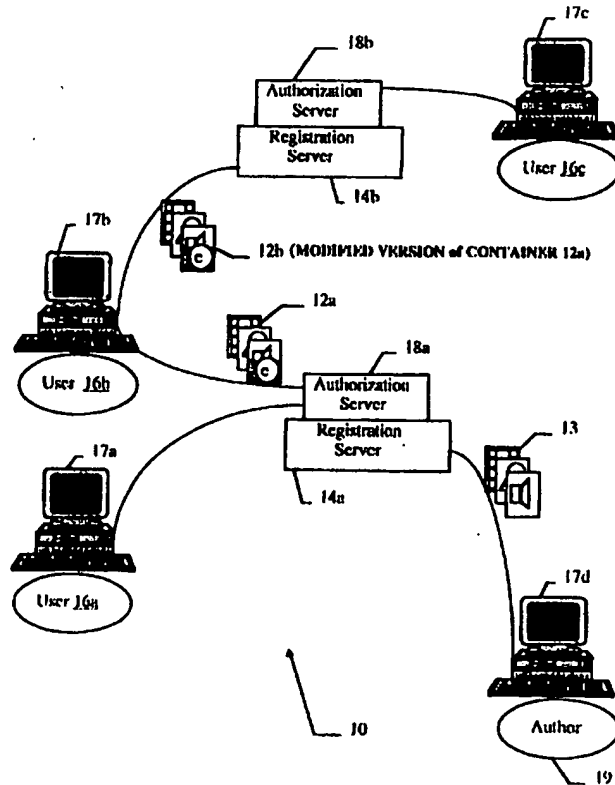 17c
18b
Authorization
Server
Registration
Server
User 16c
14b
17b
12b (MODIFIED VERSION of CONTAINER 12a)
c
12a
18a
c
User 16b
Authorization
Server
13
Registration
Server
17a
14a
17d
User 16a
10
Author
19